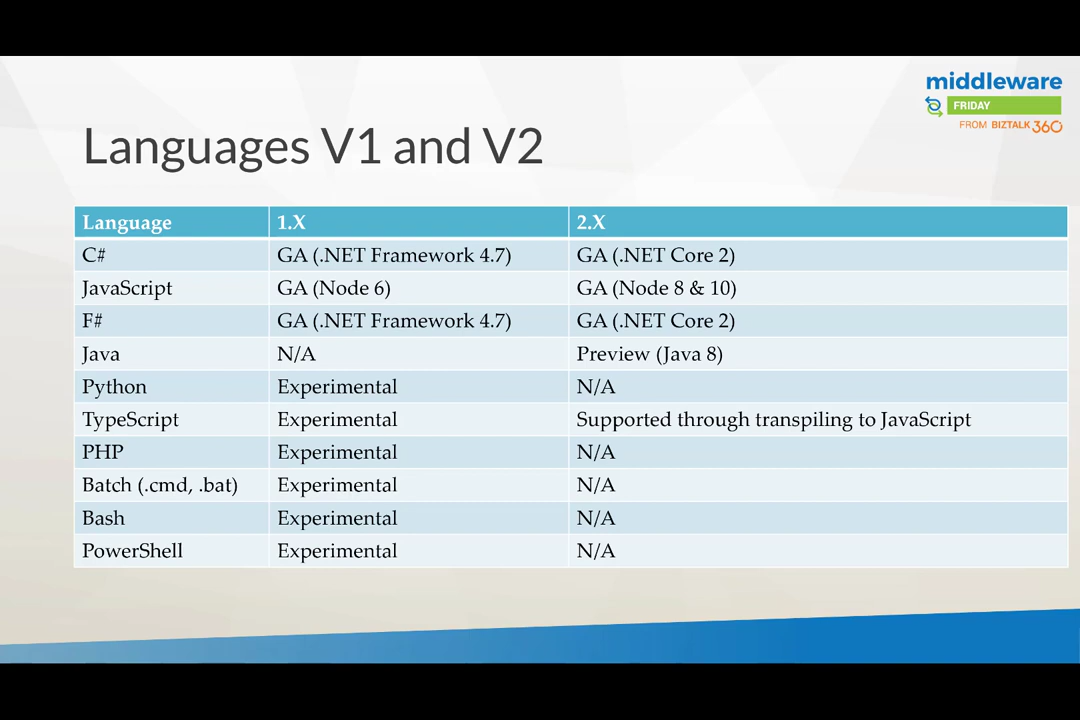 middleware
FRIDAY
FROM BIZTALK360
Languages V1 and V2
Language 1.X 2.X
C# GA (.NET Framework 4.7) GA (.NET Core 2)
JavaScript GA (Node 6) GA (Node 8 & 10)
F# GA (.NET Framework 4.7) GA (.NET Core 2)
Java N/A Preview (Java 8)
Python Experimental N/A
TypeScript Experimental Supported through transpiling to JavaScript
PHP Experimental N/A
Batch (.cmd, .bat) Experimental N/A
Bash Experimental N/A
PowerShell Experimental N/A